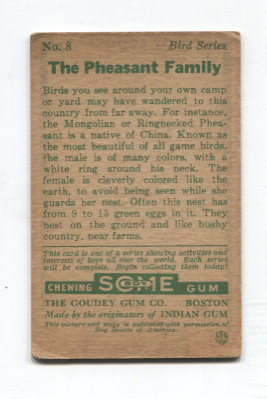 No. 8 Bird Series
The Pheasant Family
Birds you see around your own camp
or yard may have wandered to this
country from far away. For instance,
the Mongolian or Ringnecked Phea-
sant is a native of China. Known as
the most beautiful of all game birds,
the male is of many colors, with a
white ring around his neck. The
female is cleverly colored like the
earth, to avoid being seen while she
guards her nest. Often this nest has
from 9 to 15 green eggs in it. They
nest on the ground and like bushy
country, near farms.
This card is one of a series showing activities and
interests of boys all over the world. Each series
will be complete. Begin collecting them today!
CHEWING BOY GUM
THE GOUDEY GUM CO. BOSTON
Made by the originators of INDIAN GUM
This picture and story is published with permission of
Boy Scouts of America.